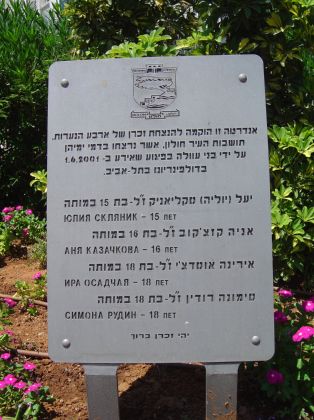 אנדרטה זו הוקמה להנצחת זכרן של ארבע הנערות,
תושבות העיר חולון, אשר נרצחו בדמי ימיהן
על ידי בני עוולה בפיגוע שאירע ב- 1.6.2001
בדולפינריום בתל-אביב.
יעל (יוליה) סקליאניק ז"ל-בת 15 במותה
ЮЛИЯ СКЛЯНИК - 15 ЛЕТ
אניה קזצ'קוב ז"ל-בת 16 במותה
АНЯ КАЗАЧКОВА - 16 ЛЕТ
אירינה אוסדצ'י ז"ל-בת 18 במותה
ИРА ОСАДЧАЯ - 18 ЛЕТ
סימונה רודין ז"ל-בת 18 במותה
СИМОНА РУДИН - 18 ЛЕТ
יהי זכרן ברוך